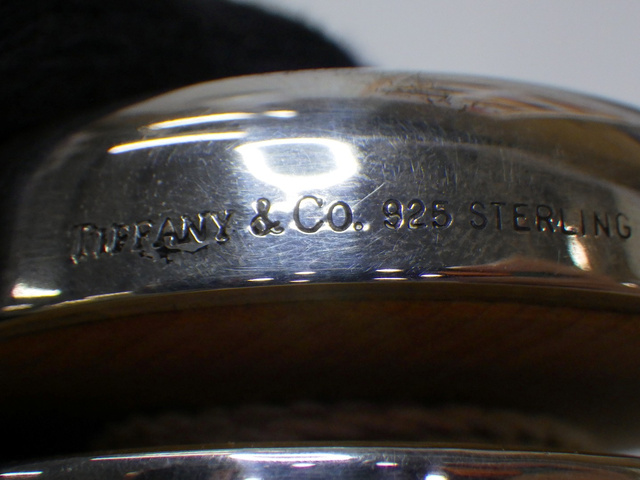 TIFFANY & Co. 925 STERLING